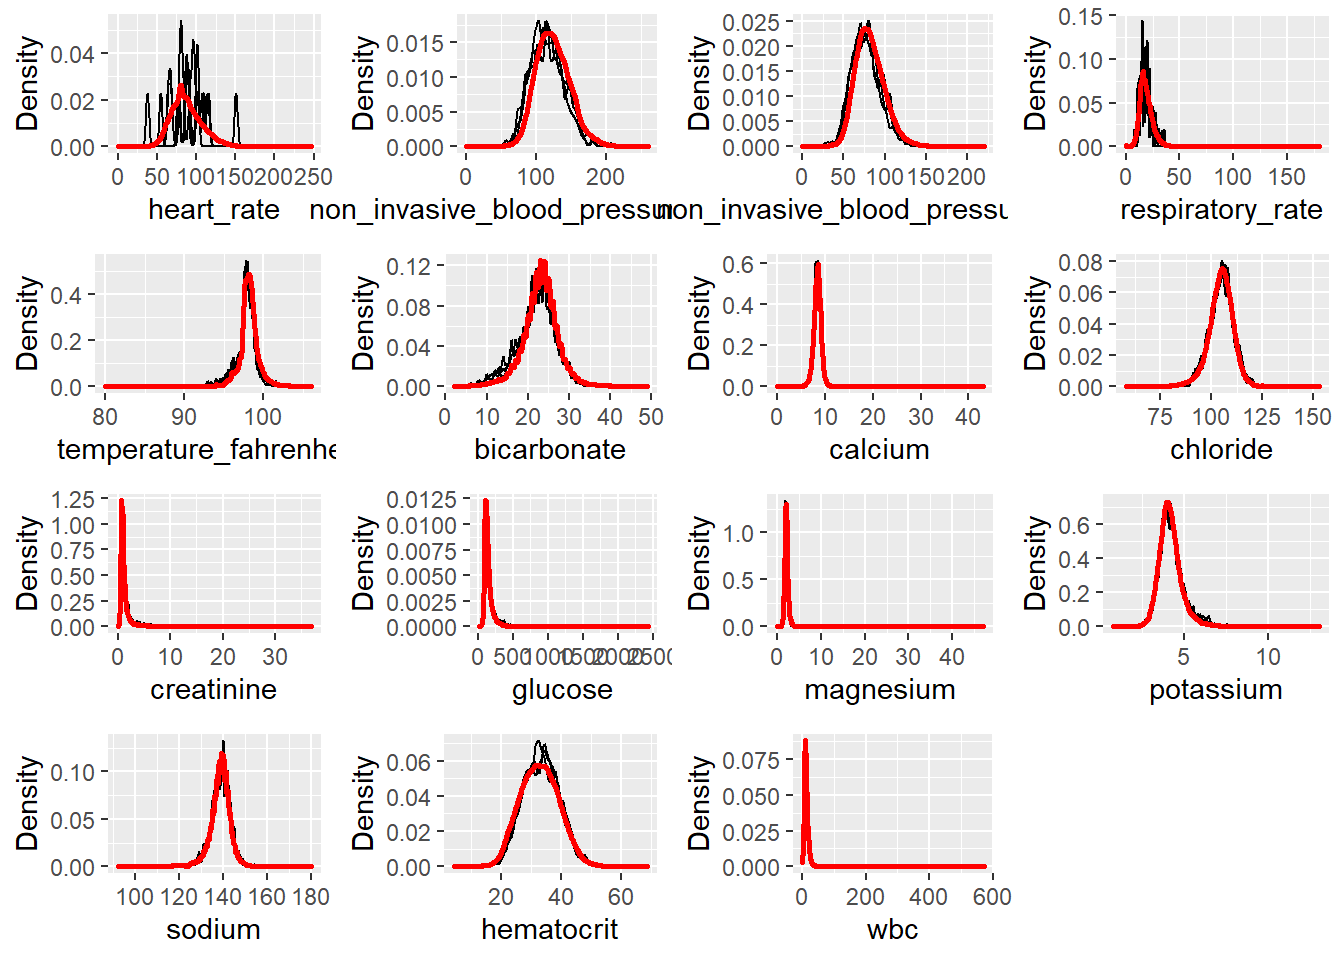 Density
0.04
0.02
0.00
0 50 100 150 200 250
heart_rate
Density
0.015
0.010
0.005
0.000
0 100 200
non_invasive_blood_pressur
Density
0.025
0.020
0.015
0.010
0.005
0.000
0 50 100 150 200
non_invasive_blood_pressu
Density
0.15
0.10
0.05
0.00
0 50 100 150
respiratory_rate
Density
0.4
0.2
0.0
80 90 100
temperature_fahrenhe
Density
0.12
0.08
0.04
0.00
0 10 20 30 40 50
bicarbonate
Density
0.6
0.4
0.2
0.0
0 10 20 30 40
calcium
Density
0.08
0.06
0.04
0.02
0.00
75 100 125 150
chloride
Density
1.25
1.00
0.75
0.50
0.25
0.00
0 10 20 30
creatinine
Density
0.0125
0.0100
0.0075
0.0050
0.0025
0.0000
0 500 1000 1500 2000 2500
glucose
Density
1.0
0.5
0.0
0 10 20 30 40
magnesium
Density
0.6
0.4
0.2
0.0
5 10
potassium
Density
0.10
0.05
0.00
100 120 140 160 180
sodium
Density
0.06
0.04
0.02
0.00
20 40 60
hematocrit
Density
0.075
0.050
0.025
0.000
0 200 400 600
wbc